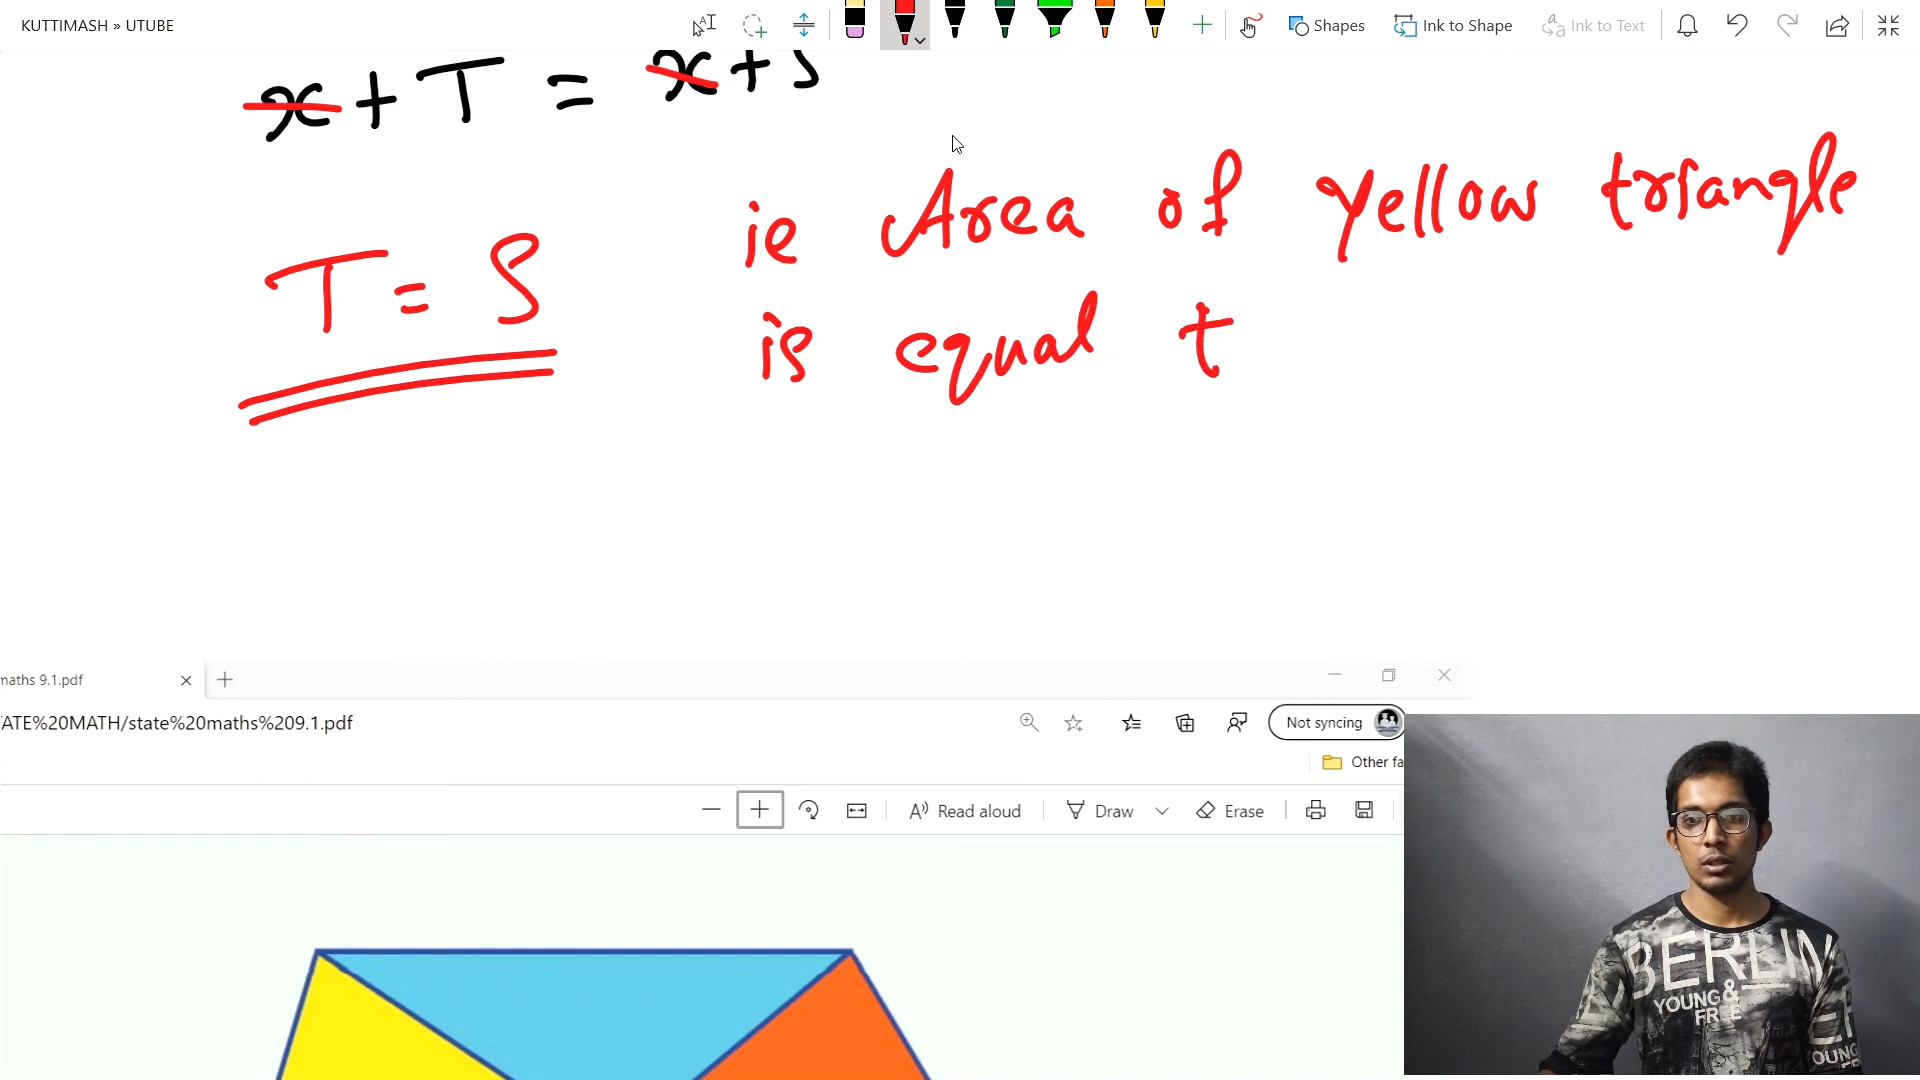 KUTTIMASH » UTUBE
Shapes
Ink to Shape
Ink to Text
x + T = x + S
ie Area of yellow triangle
T = S
is equal t
maths 9.1.pdf
ATE%20MATH/state%20maths%209.1.pdf
Not syncing
Other fa
Read aloud
Draw
Erase
BERLIN
YOUNG &
FREE
YOUNG